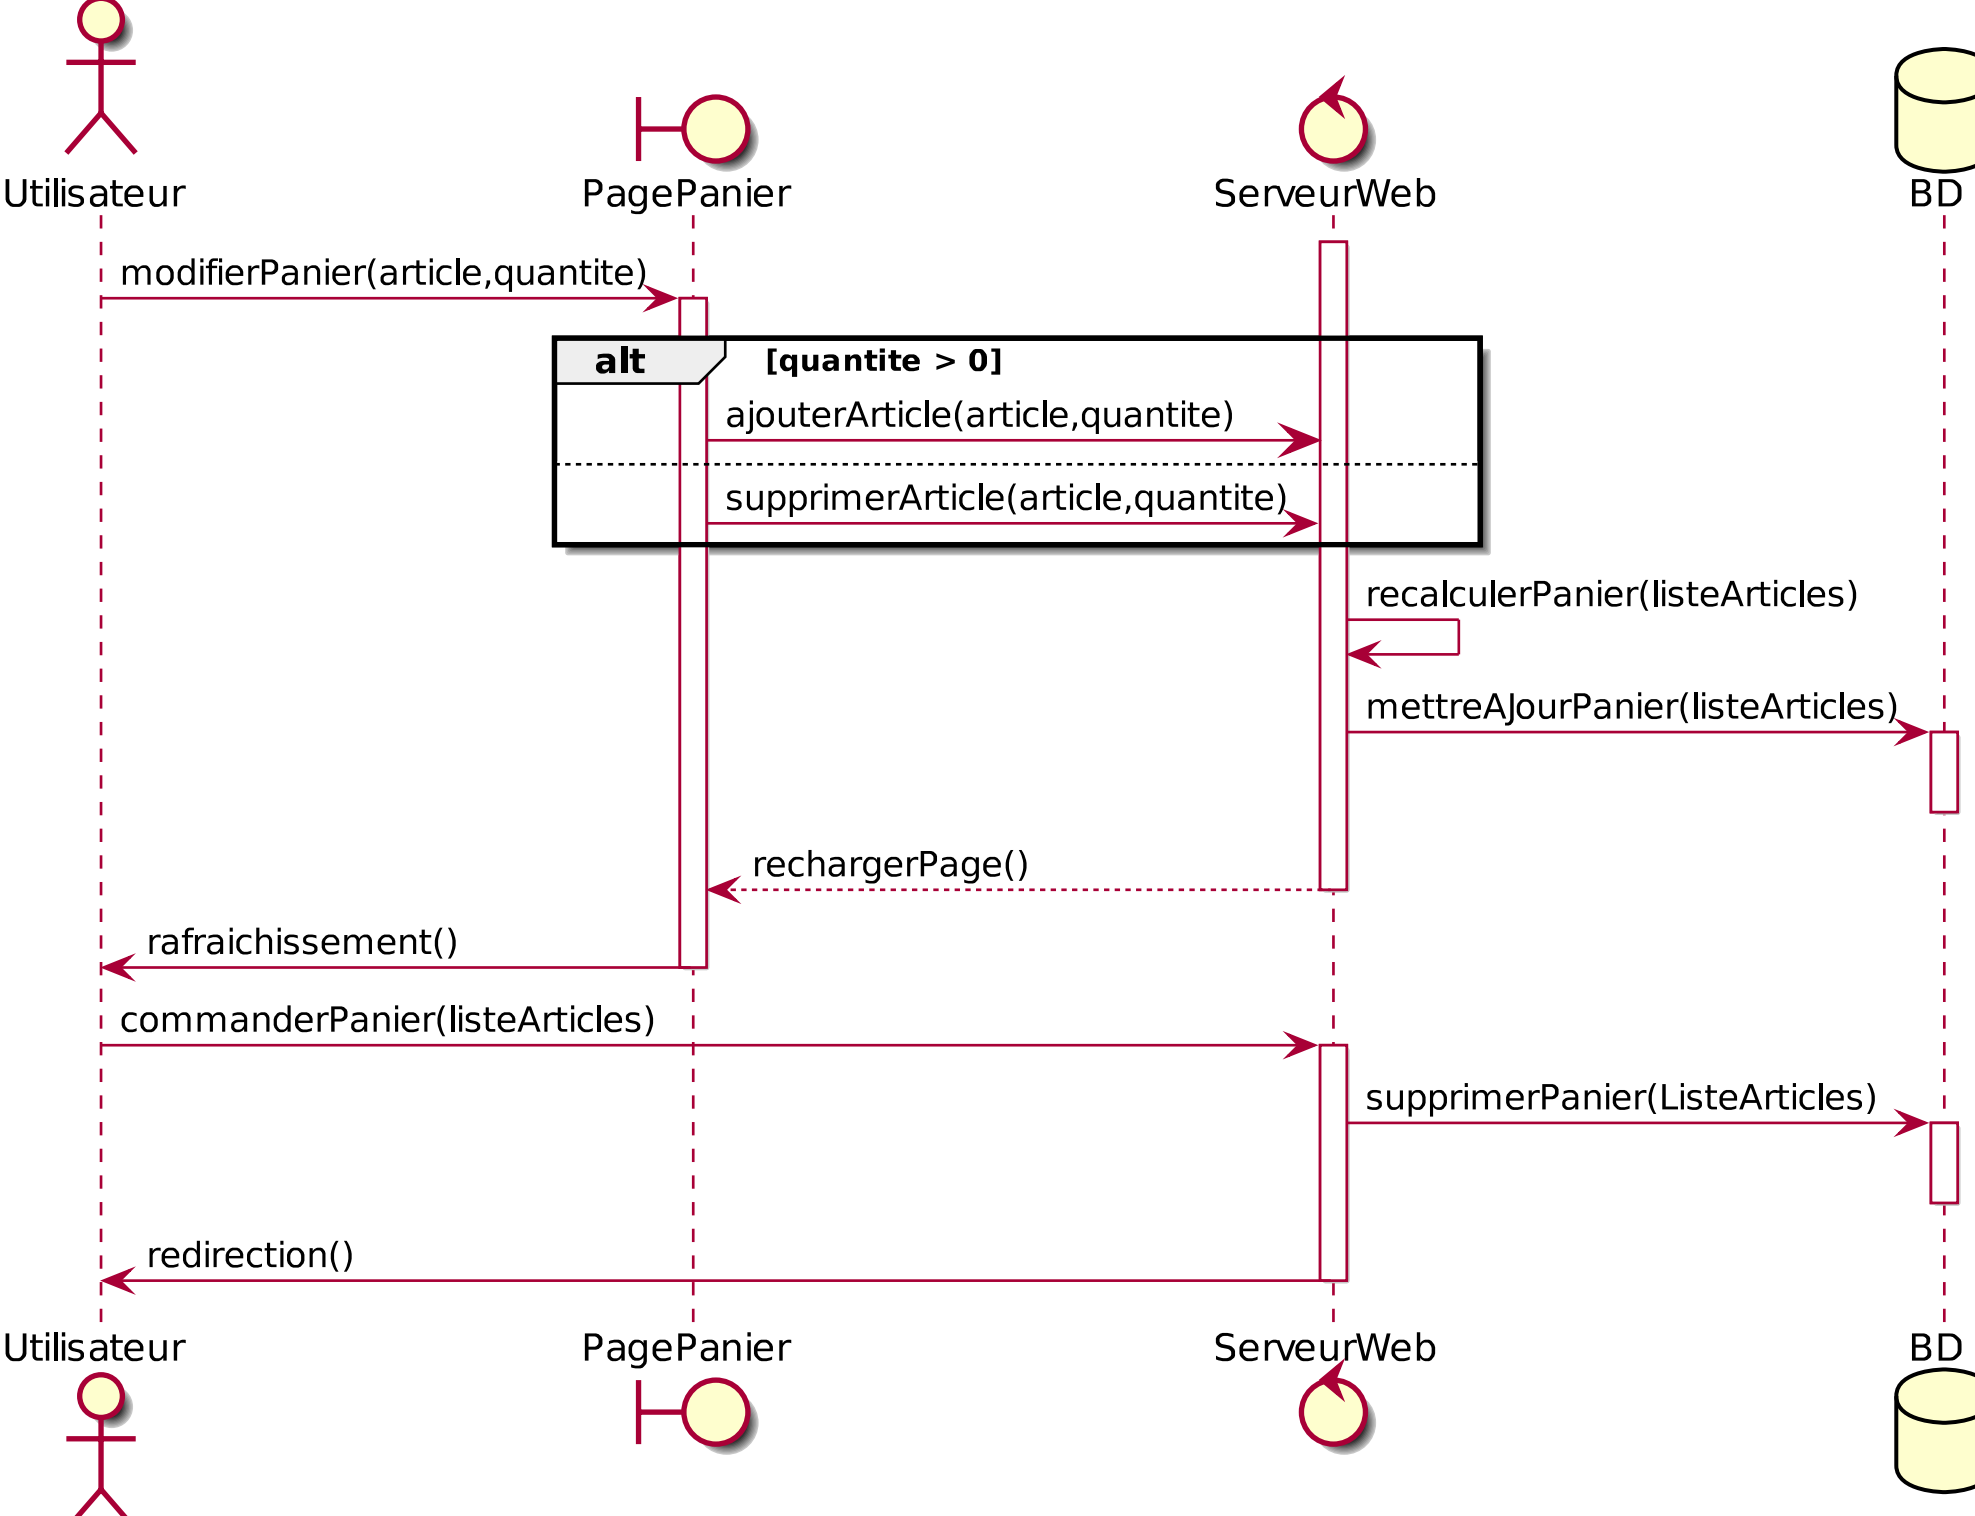 Utilisateur
PagePanier
ServeurWeb
BD
modifierPanier(article,quantite)
alt
[quantite > 0]
ajouterArticle(article,quantite)
supprimerArticle(article,quantite)
recalculerPanier(listeArticles)
mettreAJourPanier(listeArticles)
rechargerPage()
rafraichissement()
commanderPanier(listeArticles)
supprimerPanier(ListeArticles)
redirection()
Utilisateur
PagePanier
ServeurWeb
BD